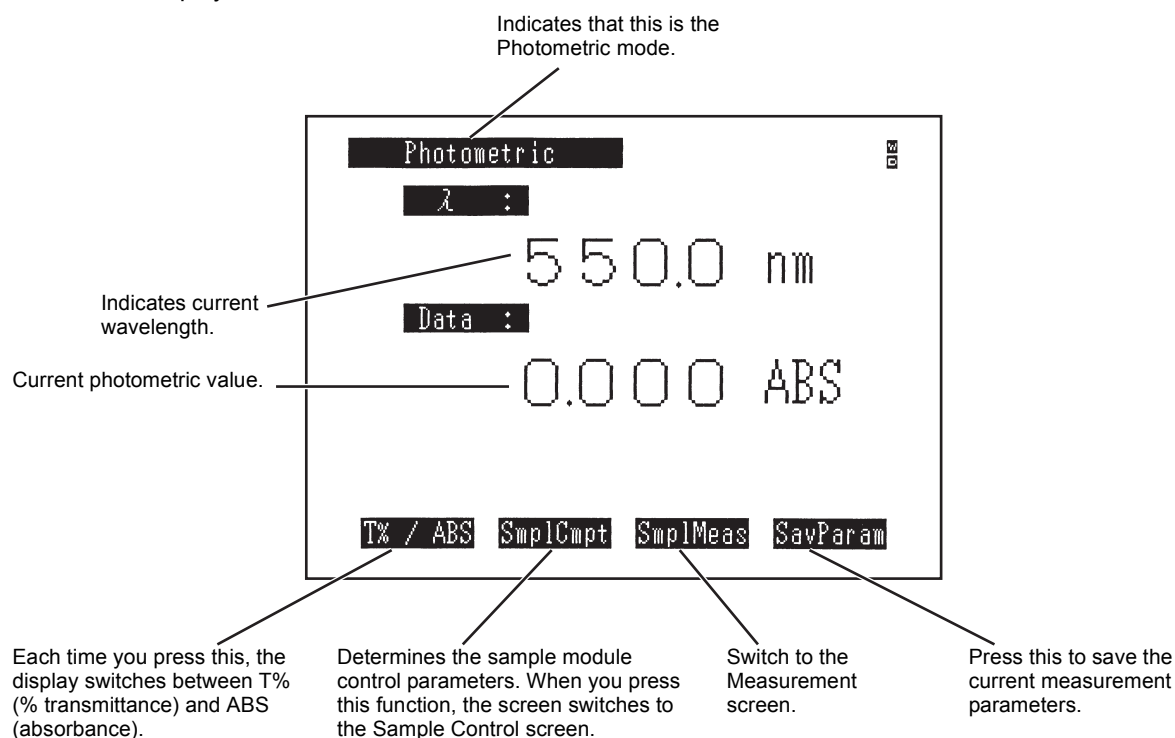 Indicates that this is the
Photometric mode.
Photometric
W
D
λ :
550.0 nm
Indicates current
wavelength.
Data :
Current photometric value.
0.000 ABS
T% / ABS SmplCmpt SmplMeas SavParam
Each time you press this, the
display switches between T%
(% transmittance) and ABS
(absorbance).
Determines the sample module
control parameters. When you press
this function, the screen switches to
the Sample Control screen.
Switch to the
Measurement
screen.
Press this to save the
current measurement
parameters.